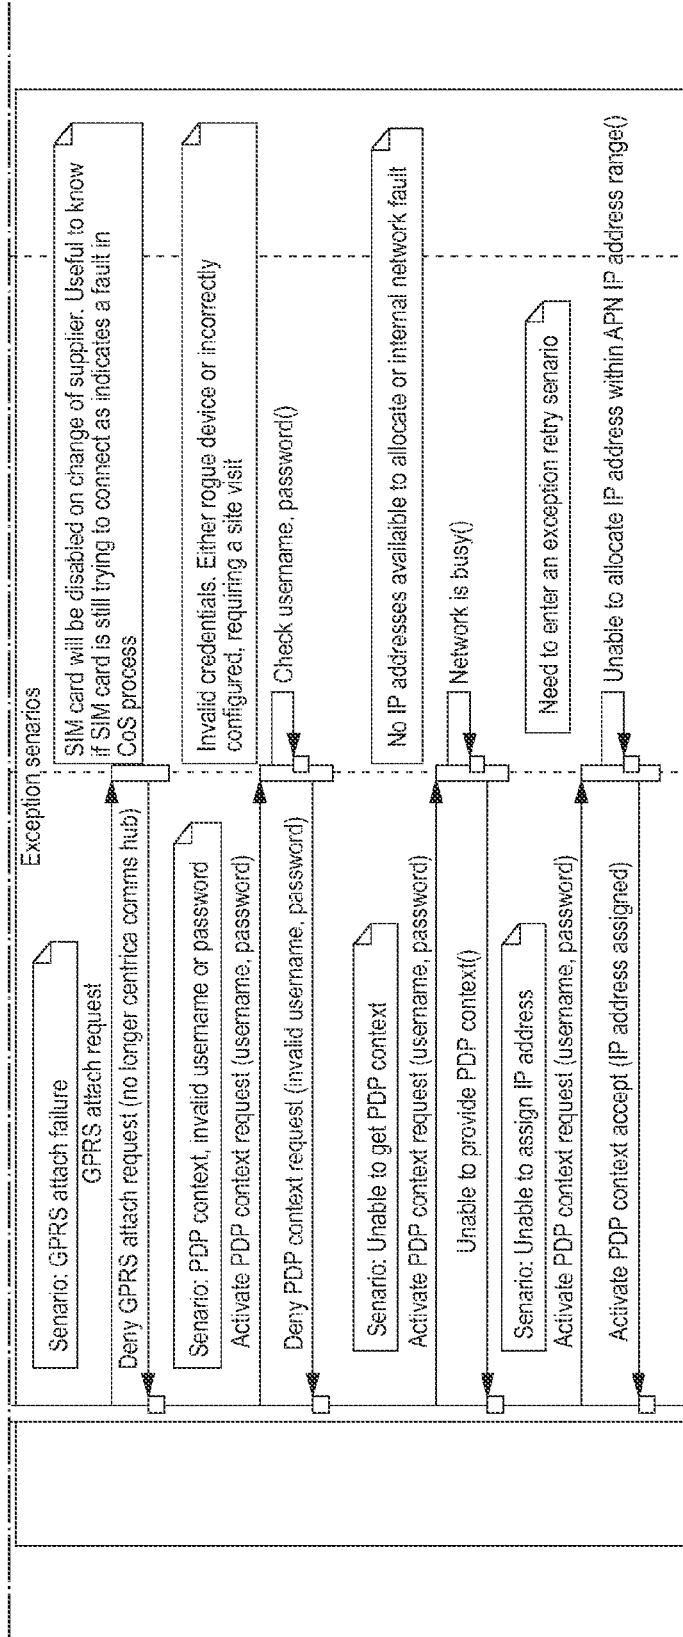 Exception senarios
Senario: GPRS attach failure
GPRS attach request
SIM card will be disabled on change of supplier. Useful to know
if SIM card is still trying to connect as indicates a fault in
CoS process
Deny GPRS attach request (no longer centrica comms hub)
Senario: PDP context, invalid username or password
Activate PDP context request (username, password)
Invalid credentials. Either rogue device or incorrectly
configured, requiring a site visit
Check username, password()
Deny PDP context request (invalid username, password)
Senario: Unable to get PDP context
Activate PDP context request (username, password)
No IP addresses available to allocate or internal network fault
Network is busy()
Unable to provide PDP context()
Senario: Unable to assign IP address
Activate PDP context request (username, password)
Need to enter an exception retry senario
Unable to allocate IP address within APN IP address range()
Activate PDP context accept (IP address assigned)